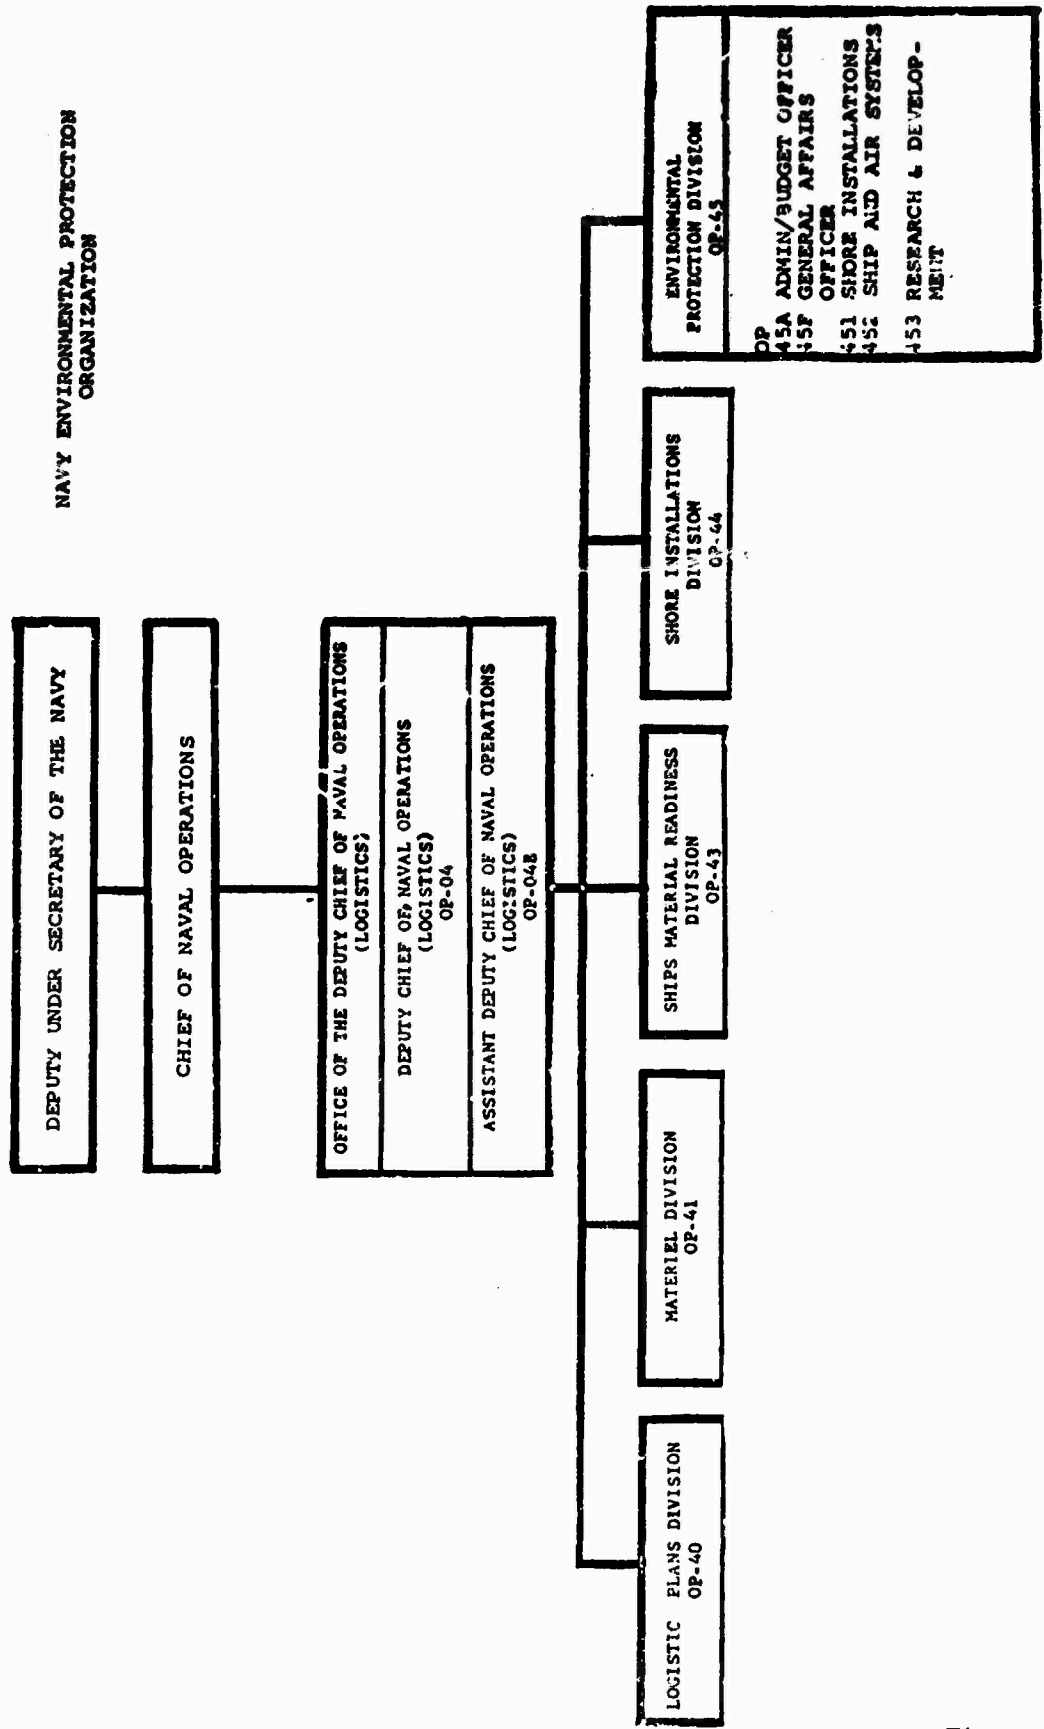 NAVY ENVIRONMENTAL PROTECTION
ORGANIZATION
DEPUTY UNDER SECRETARY OF THE NAVY
CHIEF OF NAVAL OPERATIONS
OFFICE OF THE DEPUTY CHIEF OF NAVAL OPERATIONS
(LOGISTICS)
DEPUTY CHIEF OF NAVAL OPERATIONS
(LOGISTICS)
OP-04
ASSISTANT DEPUTY CHIEF OF NAVAL OPERATIONS
(LOGISTICS)
OP-04B
LOGISTIC PLANS DIVISION
OP-40
MATERIEL DIVISION
OP-41
SHIPS MATERIAL READINESS
DIVISION
OP-43
SHORE INSTALLATIONS
DIVISION
OP-44
ENVIRONMENTAL
PROTECTION DIVISION
OP-45
OP
45A ADMIN/BUDGET OFFICER
45F GENERAL AFFAIRS
OFFICER
451 SHORE INSTALLATIONS
452 SHIP AND AIR SYSTEMS
453 RESEARCH & DEVELOP-
MENT